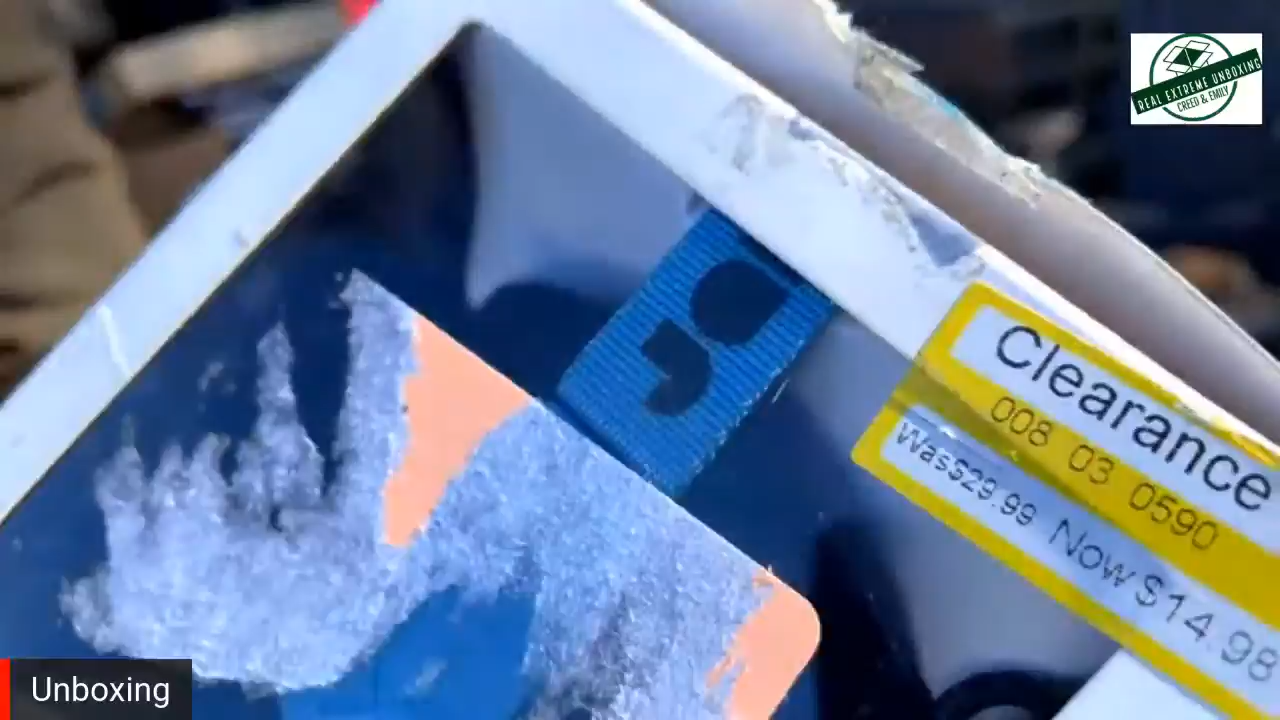 REAL EXTREME UNBOXING
CREED & EMILY
Clearance
008 03 0590
Was$29.99 Now $14.98
Unboxing